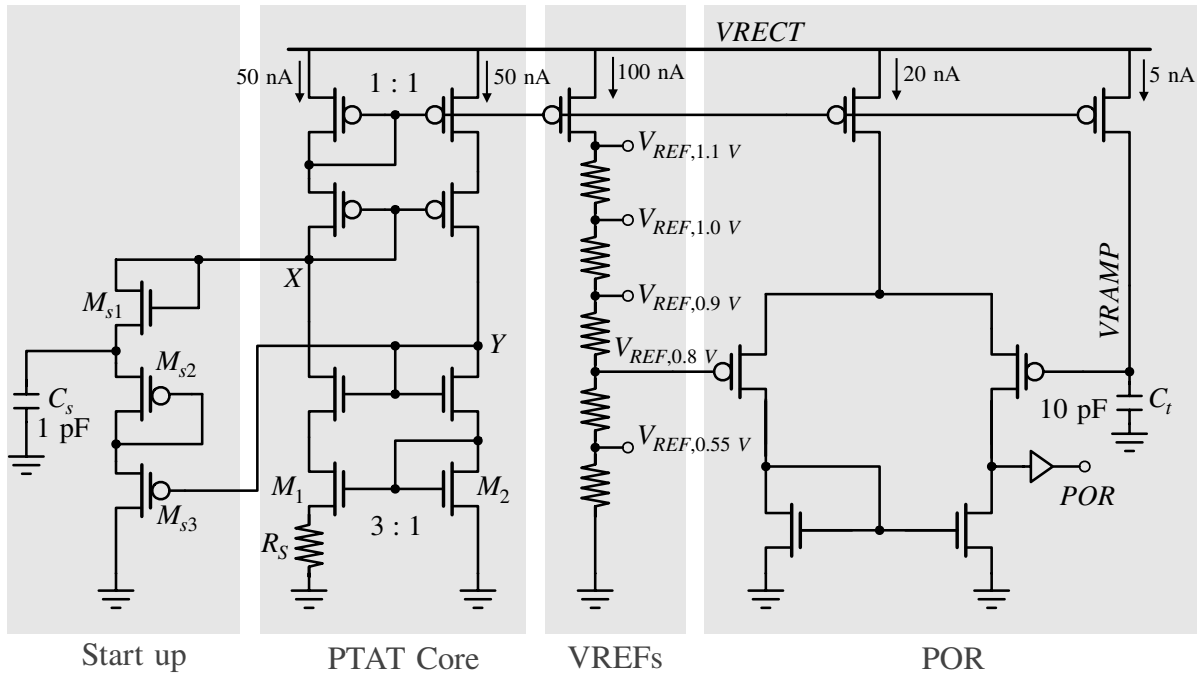 VRECT
50 nA
1 : 1
50 nA
100 nA
20 nA
5 nA
V_REF,1.1 V
V_REF,1.0 V
V_REF,0.9 V
V_REF,0.8 V
V_REF,0.55 V
X
Y
M_s1
M_s2
M_s3
C_s
1 pF
M_1
M_2
3 : 1
R_S
VRAMP
10 pF
C_t
POR
Start up
PTAT Core
VREFs
POR